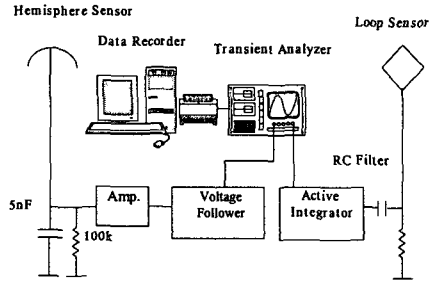 Hemisphere Sensor
Loop Sensor
Data Recorder
Transient Analyzer
RC Filter
5nF
100k
Amp.
Voltage
Follower
Active
Integrator